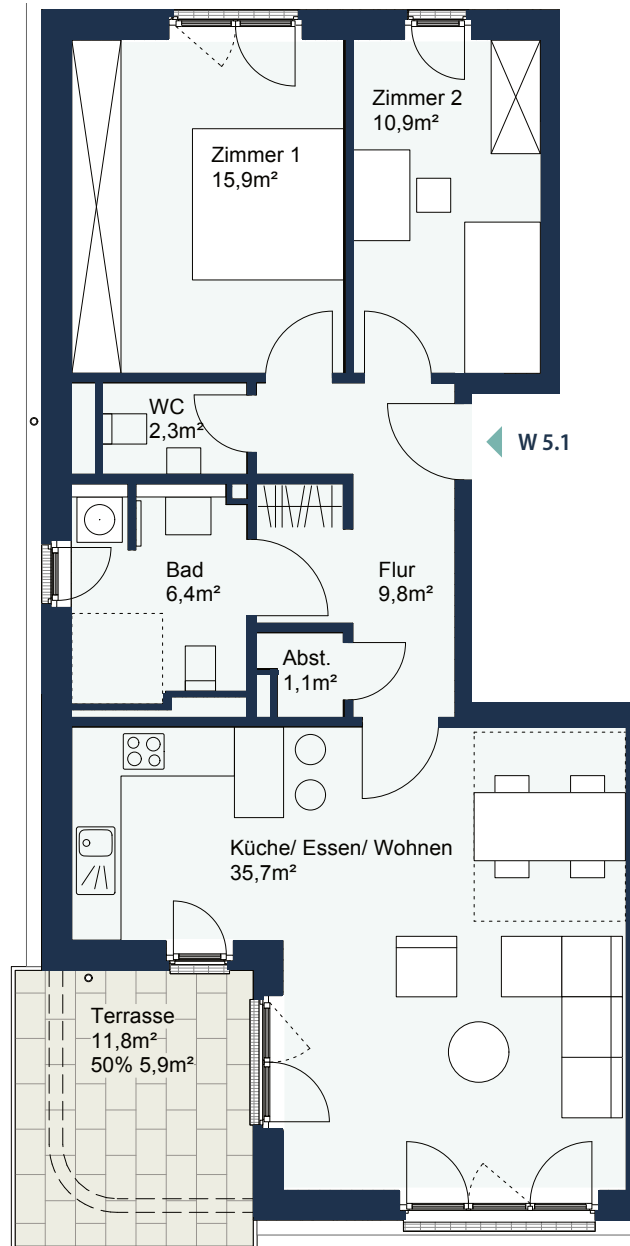 Zimmer 2
10,9m²
Zimmer 1
15,9m²
WC
2,3m²
W 5.1
Bad
6,4m²
Flur
9,8m²
Abst.
1,1m²
Küche/ Essen/ Wohnen
35,7m²
Terrasse
11,8m²
50% 5,9m²